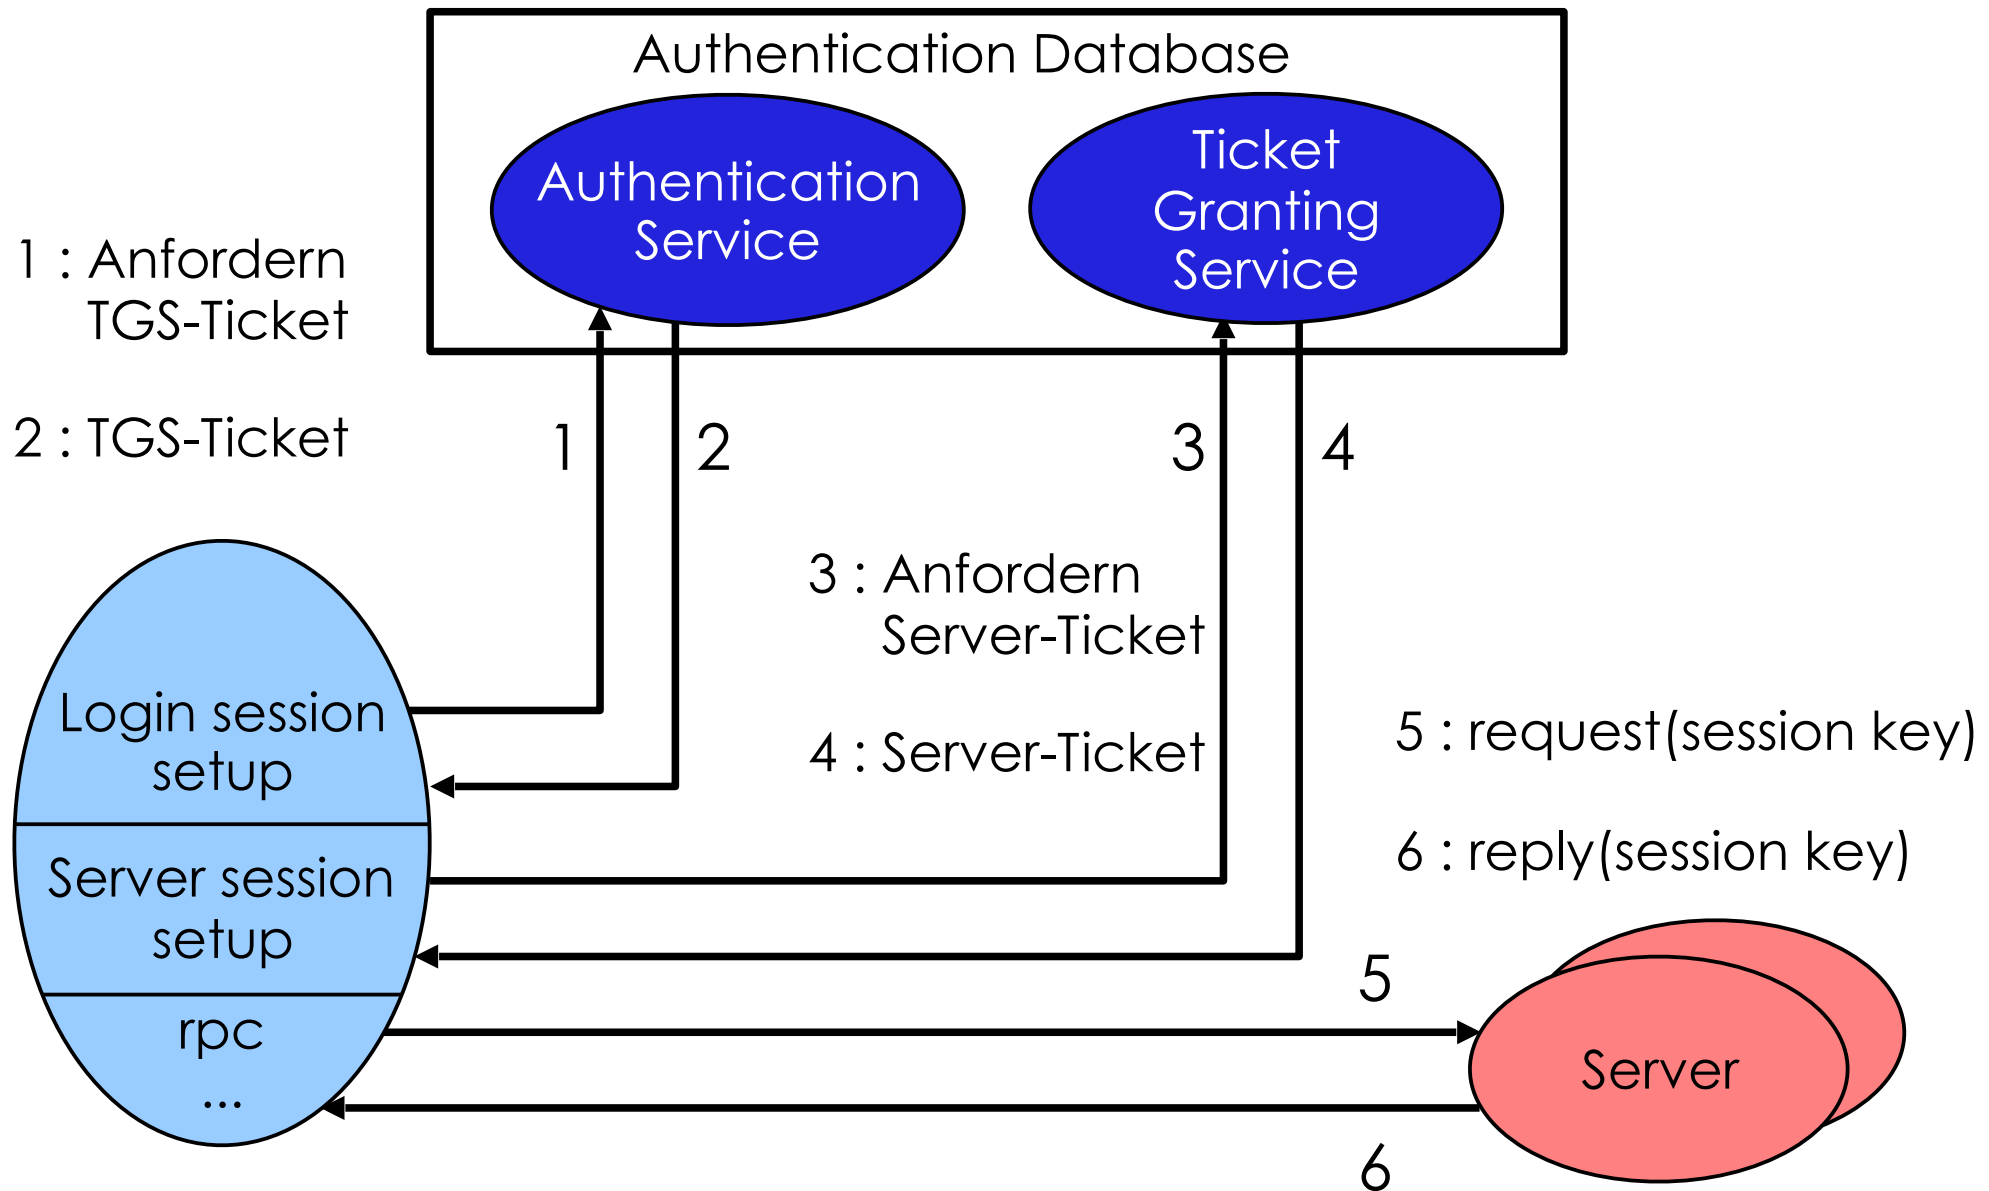 Authentication Database
Authentication
Service
Ticket
Granting
Service
1 : Anfordern
TGS-Ticket
2 : TGS-Ticket
1
2
3
4
3 : Anfordern
Server-Ticket
4 : Server-Ticket
Login session
setup
Server session
setup
rpc
...
5 : request(session key)
6 : reply(session key)
5
Server
6